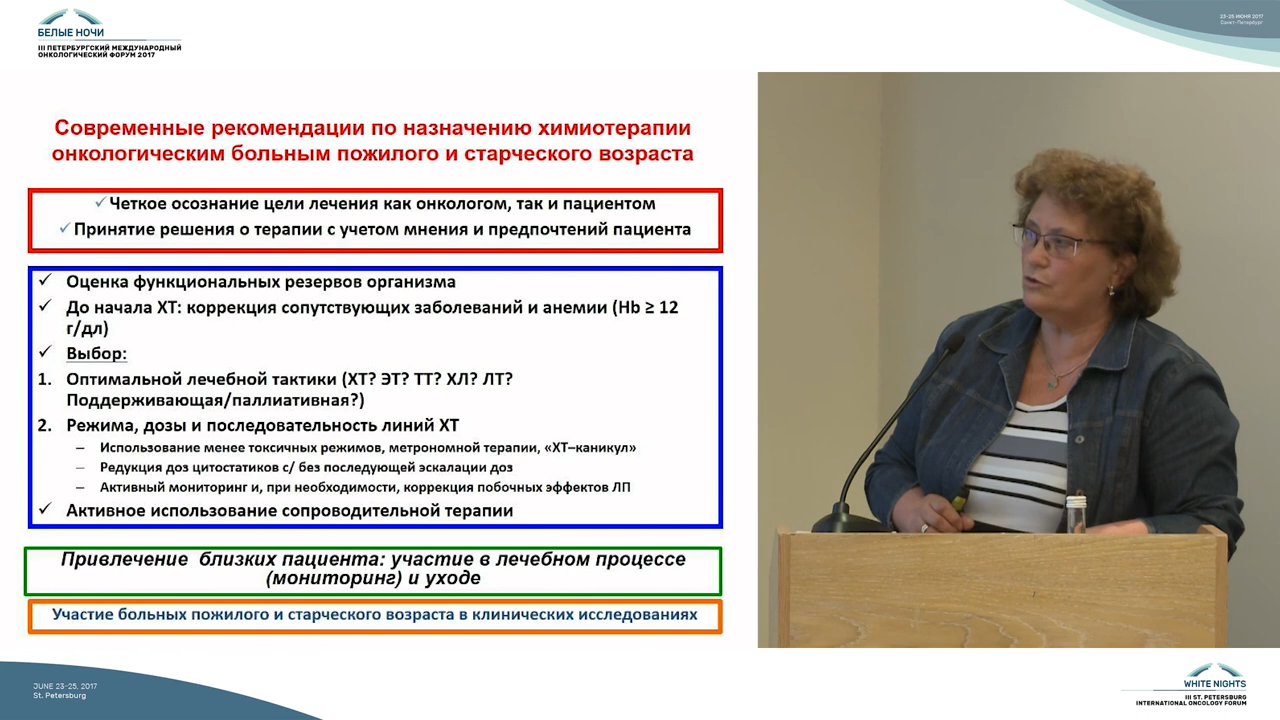 БЕЛЫЕ НОЧИ
III ПЕТЕРБУРГСКИЙ МЕЖДУНАРОДНЫЙ
ОНКОЛОГИЧЕСКИЙ ФОРУМ 2017
23-25 ИЮНЯ 2017
Санкт-Петербург
Современные рекомендации по назначению химиотерапии
онкологическим больным пожилого и старческого возраста
✓ Четкое осознание цели лечения как онкологом, так и пациентом
✓ Принятие решения о терапии с учетом мнения и предпочтений пациента
✓ Оценка функциональных резервов организма
✓ До начала ХТ: коррекция сопутствующих заболеваний и анемии (Hb ≥ 12
г/дл)
✓ Выбор:
1. Оптимальной лечебной тактики (ХТ? ЭТ? ТТ? ХЛ? ЛТ?
Поддерживающая/паллиативная?)
2. Режима, дозы и последовательность линий ХТ
– Использование менее токсичных режимов, метрономной терапии, «ХТ–каникул»
– Редукция доз цитостатиков с/ без последующей эскалации доз
– Активный мониторинг и, при необходимости, коррекция побочных эффектов ЛП
✓ Активное использование сопроводительной терапии
Привлечение близких пациента: участие в лечебном процессе
(мониторинг) и уходе
Участие больных пожилого и старческого возраста в клинических исследованиях
JUNE 23-25, 2017
St. Petersburg
WHITE NIGHTS
III ST. PETERSBURG
INTERNATIONAL ONCOLOGY FORUM